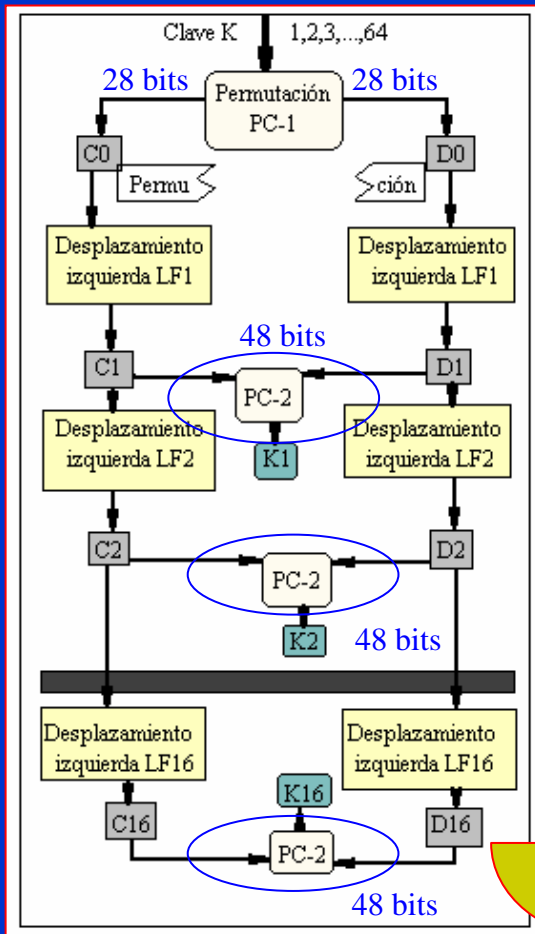 Clave K 1,2,3,...,64
28 bits 28 bits
Permutación
PC-1
C0 D0
Permu ción
Desplazamiento
izquierda LF1
Desplazamiento
izquierda LF1
48 bits
C1 D1
PC-2
Desplazamiento
izquierda LF2
Desplazamiento
izquierda LF2
K1
C2 D2
PC-2
K2
48 bits
Desplazamiento
izquierda LF16
Desplazamiento
izquierda LF16
K16
C16 D16
PC-2
48 bits